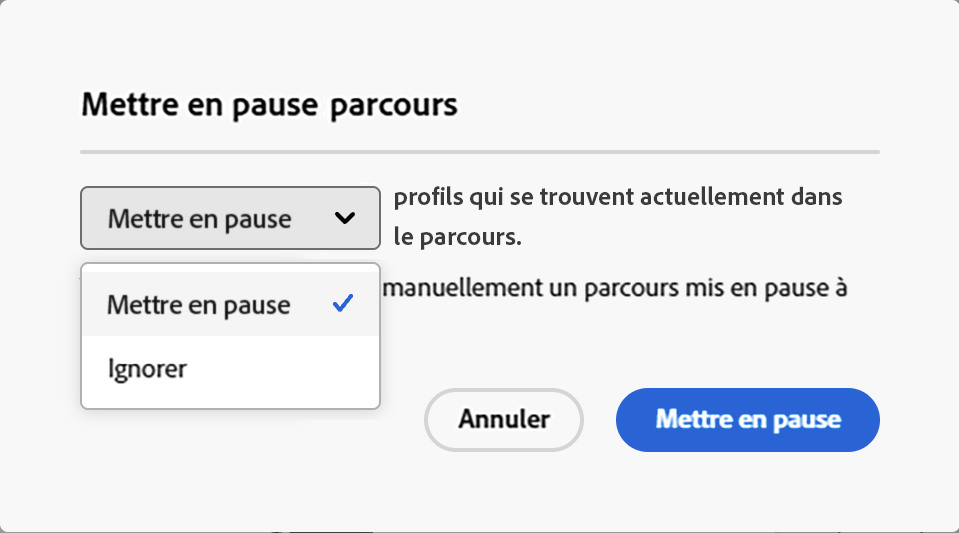 Mettre en pause parcours
Mettre en pause
profils qui se trouvent actuellement dans
le parcours.
Mettre en pause
manuellement un parcours mis en pause à
Ignorer
Annuler
Mettre en pause